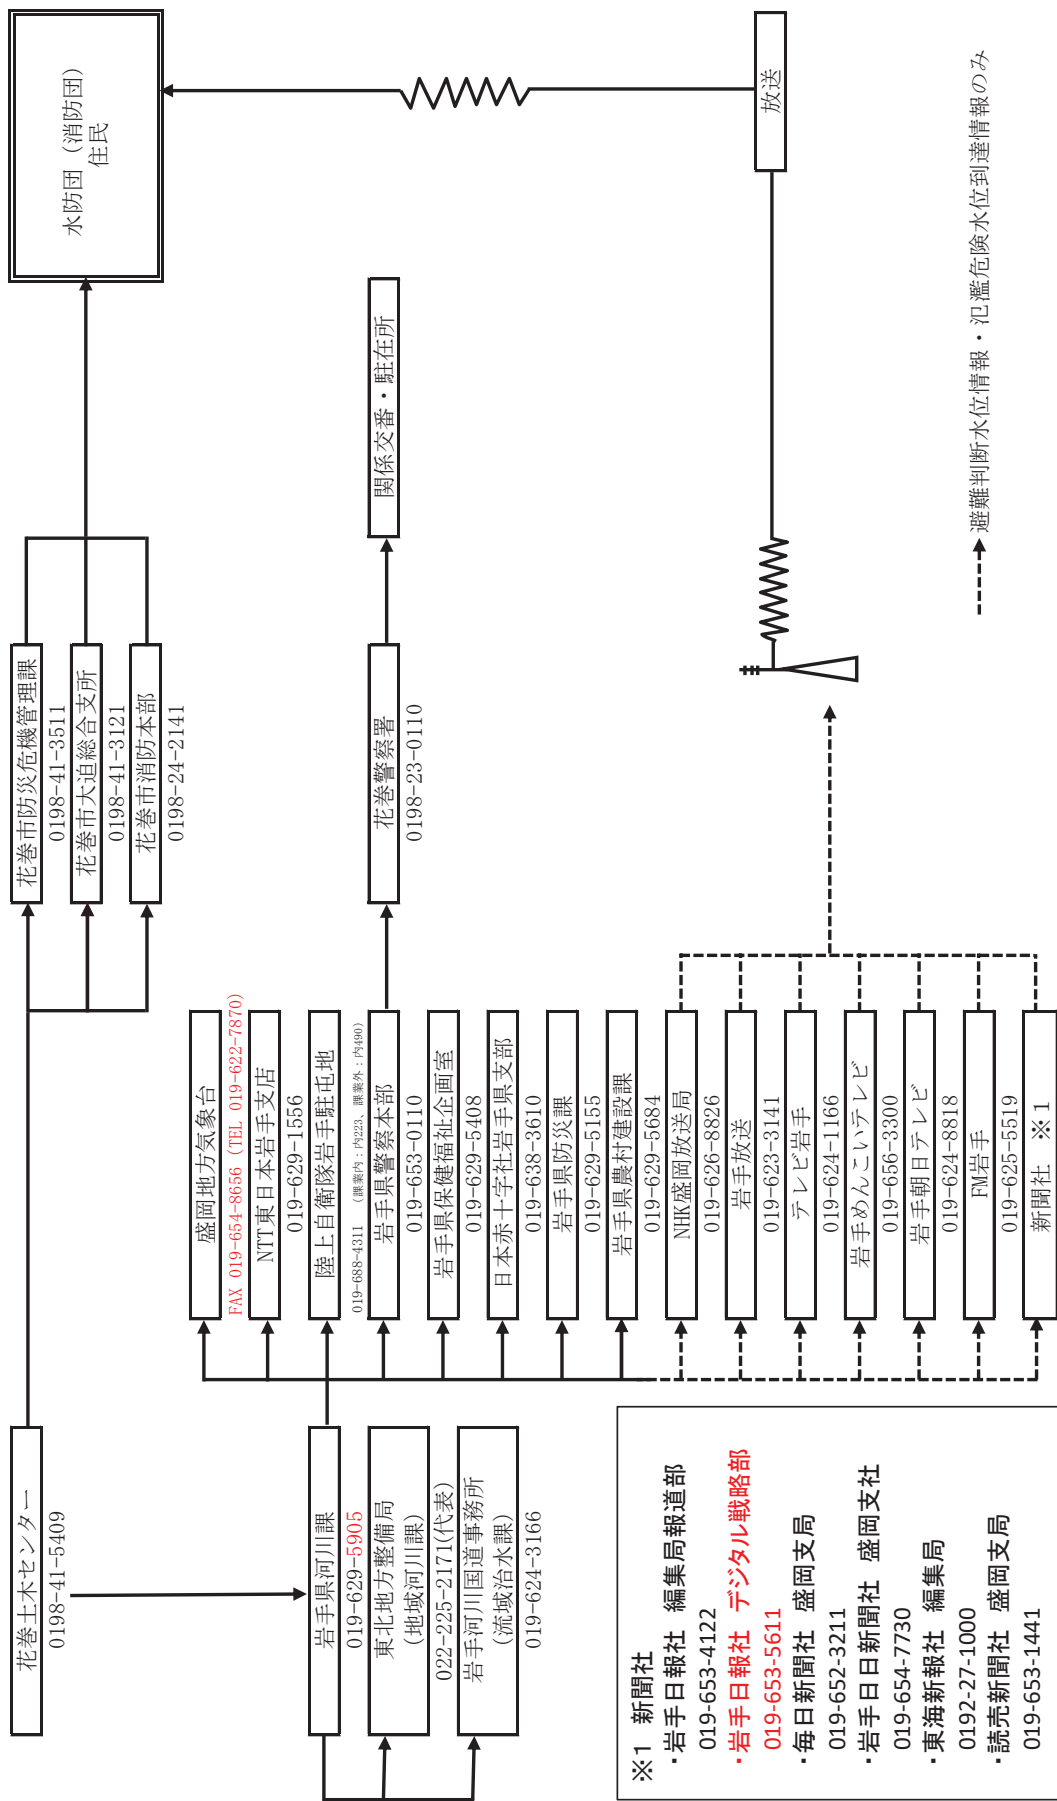 花巻土木センター
0198-41-5409
花巻市防災危機管理課
0198-41-3511
花巻市大迫総合支所
0198-41-3121
花巻市消防本部
0198-24-2141
水防団（消防団）
住民
岩手県河川課
019-629-5905
東北地方整備局
（地域河川課）
022-225-2171(代表)
岩手河川国道事務所
（流域治水課）
019-624-3166
盛岡地方気象台
FAX 019-654-8656 (TEL 019-622-7870)
NTT東日本岩手支店
019-629-1556
陸上自衛隊岩手駐屯地
019-688-4311　（課業内：内223、課業外：内490）
岩手県警察本部
019-653-0110
花巻警察署
0198-23-0110
関係交番・駐在所
岩手県保健福祉企画室
019-629-5408
日本赤十字社岩手県支部
019-638-3610
岩手県防災課
019-629-5155
岩手県農村建設課
019-629-5684
NHK盛岡放送局
019-626-8826
岩手放送
019-623-3141
テレビ岩手
019-624-1166
岩手めんこいテレビ
019-656-3300
岩手朝日テレビ
019-624-8818
FM岩手
019-625-5519
新聞社　※１
放送
避難判断水位情報・氾濫危険水位到達情報のみ
※１　新聞社
・岩手日報社　編集局報道部
019-653-4122
・岩手日報社　デジタル戦略部
019-653-5611
・毎日新聞社　盛岡支局
019-652-3211
・岩手日日新聞社　盛岡支社
019-654-7730
・東海新報社　編集局
0192-27-1000
・読売新聞社　盛岡支局
019-653-1441